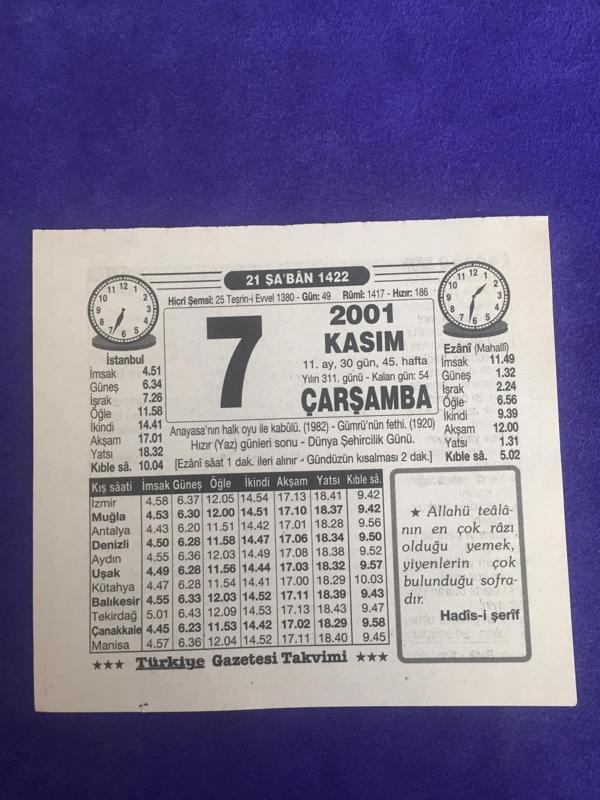 21 ŞA'BÂN 1422
Hicrî Şemsî: 25 Teşrin-i Evvel 1380 - Gün: 49 Rûmî: 1417 - Hızır: 186
7
2001
KASIM
11. ay, 30 gün, 45. hafta
Yılın 311. günü - Kalan gün: 54
ÇARŞAMBA
Anayasa'nın halk oyu ile kabûlü. (1982) - Gümrü'nün fethi. (1920)
Hızır (Yaz) günleri sonu - Dünya Şehircilik Günü.
[Ezânî sâat 1 dak. ileri alınır - Gündüzün kısalması 2 dak.]
İstanbul
İmsak 4.51
Güneş 6.34
İşrak 7.26
Öğle 11.58
İkindi 14.41
Akşam 17.01
Yatsı 18.32
Kıble sâ. 10.04
Ezânî (Mahallî)
İmsak 11.49
Güneş 1.32
İşrak 2.24
Öğle 6.56
İkindi 9.39
Akşam 12.00
Yatsı 1.31
Kıble sâ. 5.02
Kış sâati İmsak Güneş Öğle İkindi Akşam Yatsı Kıble sâ.
İzmir 4.58 6.37 12.05 14.54 17.13 18.41 9.42
Muğla 4.53 6.30 12.00 14.51 17.10 18.37 9.42
Antalya 4.43 6.20 11.51 14.42 17.01 18.28 9.56
Denizli 4.50 6.28 11.58 14.47 17.06 18.34 9.50
Aydın 4.55 6.36 12.03 14.49 17.08 18.38 9.52
Uşak 4.49 6.28 11.56 14.44 17.03 18.32 9.57
Kütahya 4.47 6.28 11.54 14.41 17.00 18.29 10.03
Balıkesir 4.55 6.33 12.03 14.52 17.11 18.39 9.43
Tekirdağ 5.01 6.43 12.09 14.53 17.13 18.43 9.47
Çanakkale 4.45 6.23 11.53 14.42 17.02 18.29 9.58
Manisa 4.57 6.36 12.04 14.52 17.11 18.40 9.45
★★★ Türkiye Gazetesi Takvimi ★★★
★ Allahü teâlâ-
nın en çok râzı
olduğu yemek,
yiyenlerin çok
bulunduğu sofra-
dır.
Hadîs-i şerîf